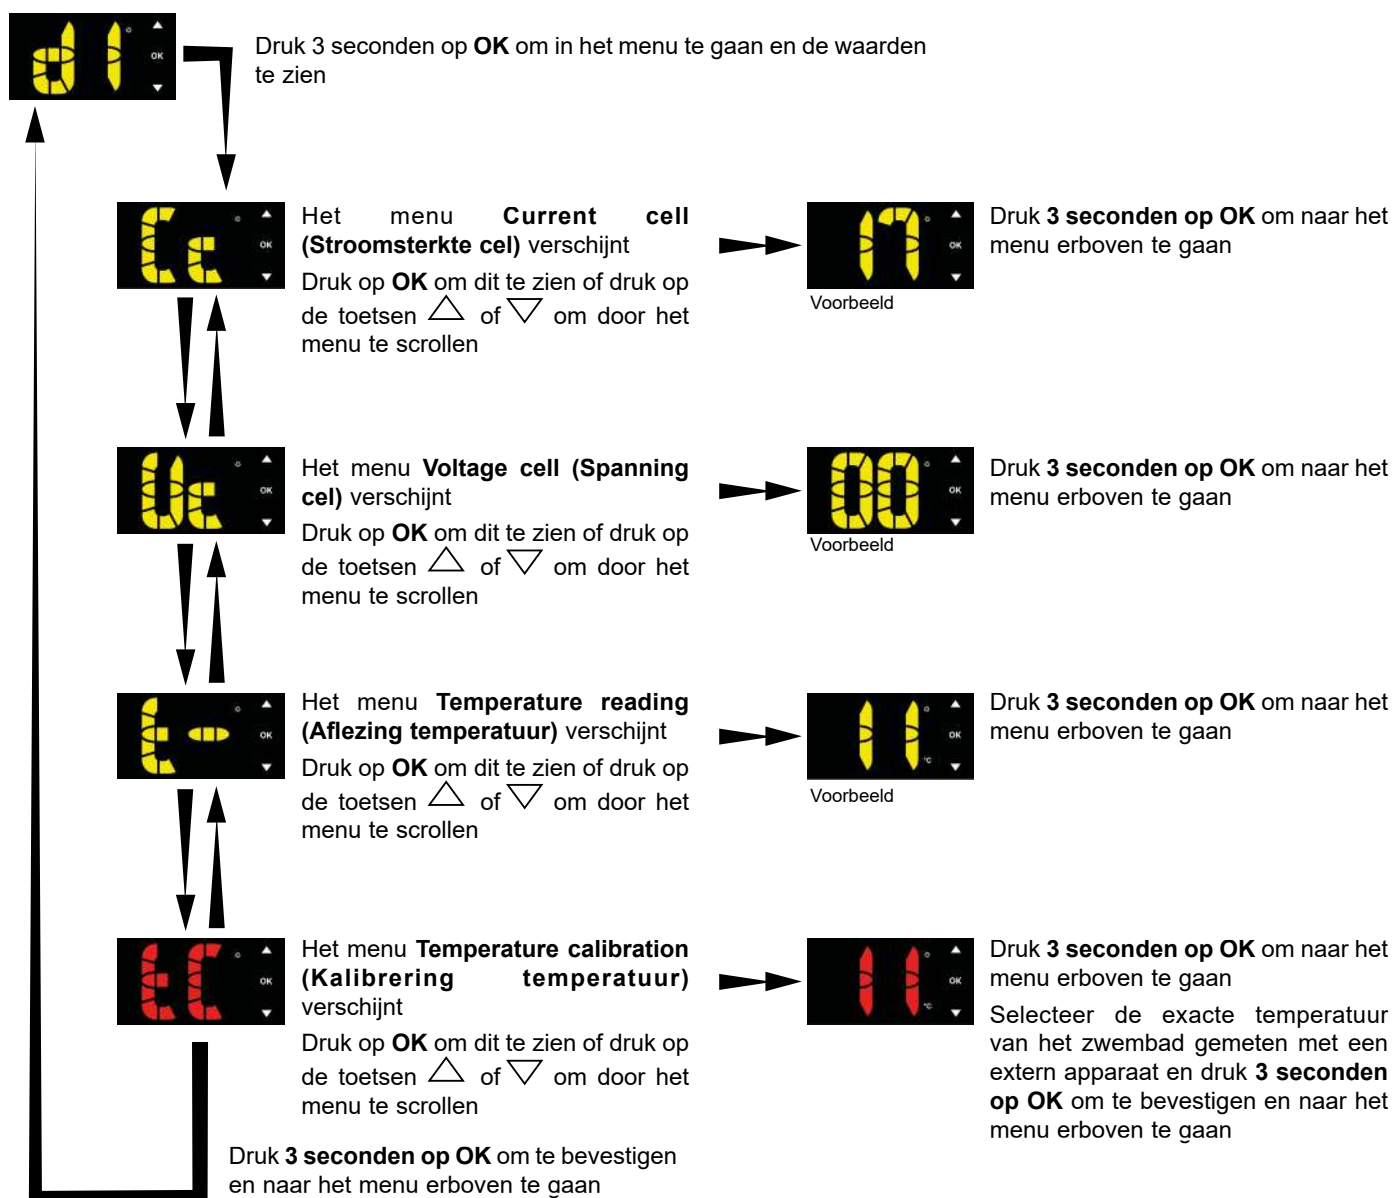 d1
OK
Druk 3 seconden op OK om in het menu te gaan en de waarden
te zien
Cc
OK
Het menu Current cell
(Stroomsterkte cel) verschijnt
Druk op OK om dit te zien of druk op
de toetsen △ of ▽ om door het
menu te scrollen
17
OK
Voorbeeld
Druk 3 seconden op OK om naar het
menu erboven te gaan
Uc
OK
Het menu Voltage cell (Spanning
cel) verschijnt
Druk op OK om dit te zien of druk op
de toetsen △ of ▽ om door het
menu te scrollen
00
OK
Voorbeeld
Druk 3 seconden op OK om naar het
menu erboven te gaan
t-
OK
Het menu Temperature reading
(Aflezing temperatuur) verschijnt
Druk op OK om dit te zien of druk op
de toetsen △ of ▽ om door het
menu te scrollen
11
OK
°C
Voorbeeld
Druk 3 seconden op OK om naar het
menu erboven te gaan
tC
OK
Het menu Temperature calibration
(Kalibrering temperatuur)
verschijnt
Druk op OK om dit te zien of druk op
de toetsen △ of ▽ om door het
menu te scrollen
11
OK
°C
Druk 3 seconden op OK om naar het
menu erboven te gaan
Selecteer de exacte temperatuur
van het zwembad gemeten met een
extern apparaat en druk 3 seconden
op OK om te bevestigen en naar het
menu erboven te gaan
Druk 3 seconden op OK om te bevestigen
en naar het menu erboven te gaan